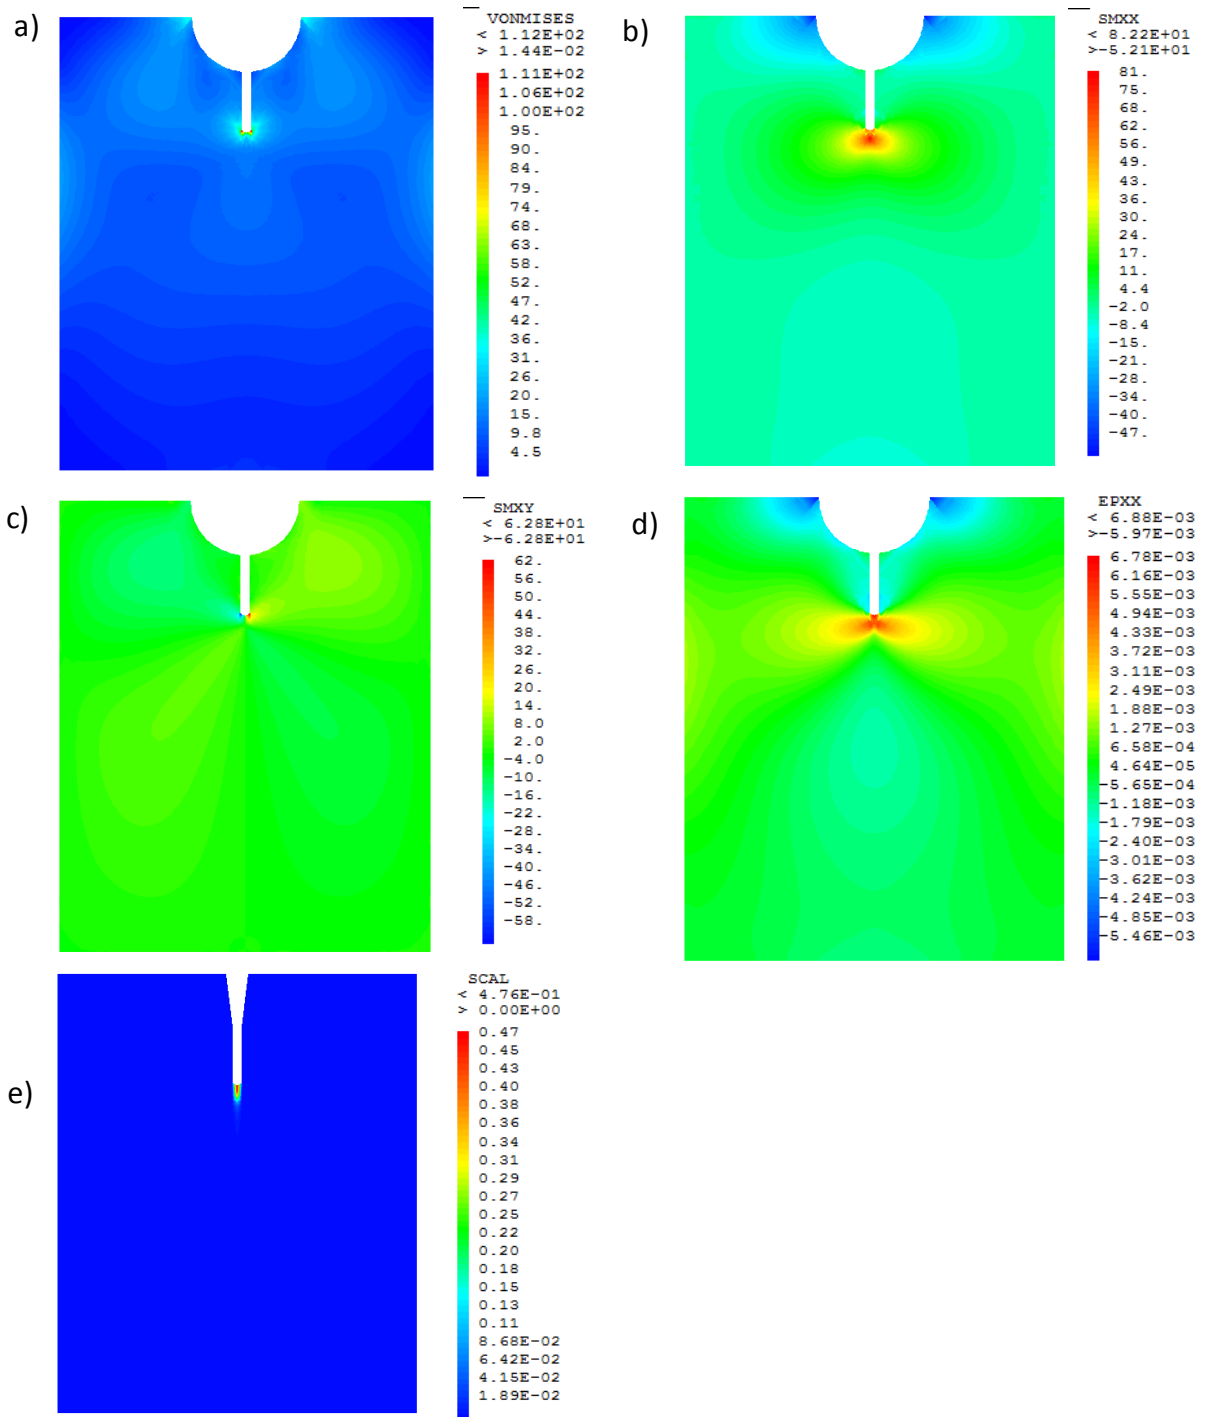 a)
VONMISES
< 1.12E+02
> 1.44E-02
1.11E+02
1.06E+02
1.00E+02
95.
90.
84.
79.
74.
68.
63.
58.
52.
47.
42.
36.
31.
26.
20.
15.
9.8
4.5
b)
SMXX
< 8.22E+01
>-5.21E+01
81.
75.
68.
62.
56.
49.
43.
36.
30.
24.
17.
11.
4.4
-2.0
-8.4
-15.
-21.
-28.
-34.
-40.
-47.
c)
SMXY
< 6.28E+01
>-6.28E+01
62.
56.
50.
44.
38.
32.
26.
20.
14.
8.0
2.0
-4.0
-10.
-16.
-22.
-28.
-34.
-40.
-46.
-52.
-58.
d)
EPXX
< 6.88E-03
>-5.97E-03
6.78E-03
6.16E-03
5.55E-03
4.94E-03
4.33E-03
3.72E-03
3.11E-03
2.49E-03
1.88E-03
1.27E-03
6.58E-04
4.64E-05
-5.65E-04
-1.18E-03
-1.79E-03
-2.40E-03
-3.01E-03
-3.62E-03
-4.24E-03
-4.85E-03
-5.46E-03
e)
SCAL
< 4.76E-01
> 0.00E+00
0.47
0.45
0.43
0.40
0.38
0.36
0.34
0.31
0.29
0.27
0.25
0.22
0.20
0.18
0.15
0.13
0.11
8.68E-02
6.42E-02
4.15E-02
1.89E-02